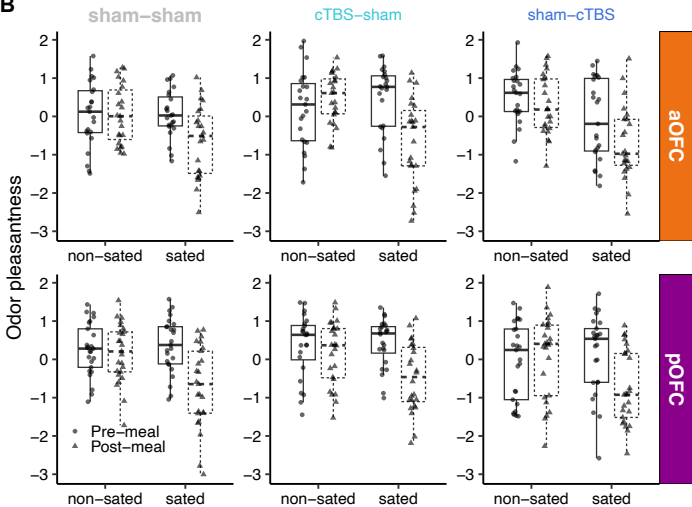 B
sham−sham
cTBS−sham
sham−cTBS
2
1
0
−1
−2
−3
2
1
0
−1
−2
−3
2
1
0
−1
−2
−3
aOFC
non−sated
sated
non−sated
sated
non−sated
sated
Odor pleasantness
2
1
0
−1
−2
−3
2
1
0
−1
−2
−3
2
1
0
−1
−2
−3
pOFC
Pre−meal
Post−meal
non−sated
sated
non−sated
sated
non−sated
sated